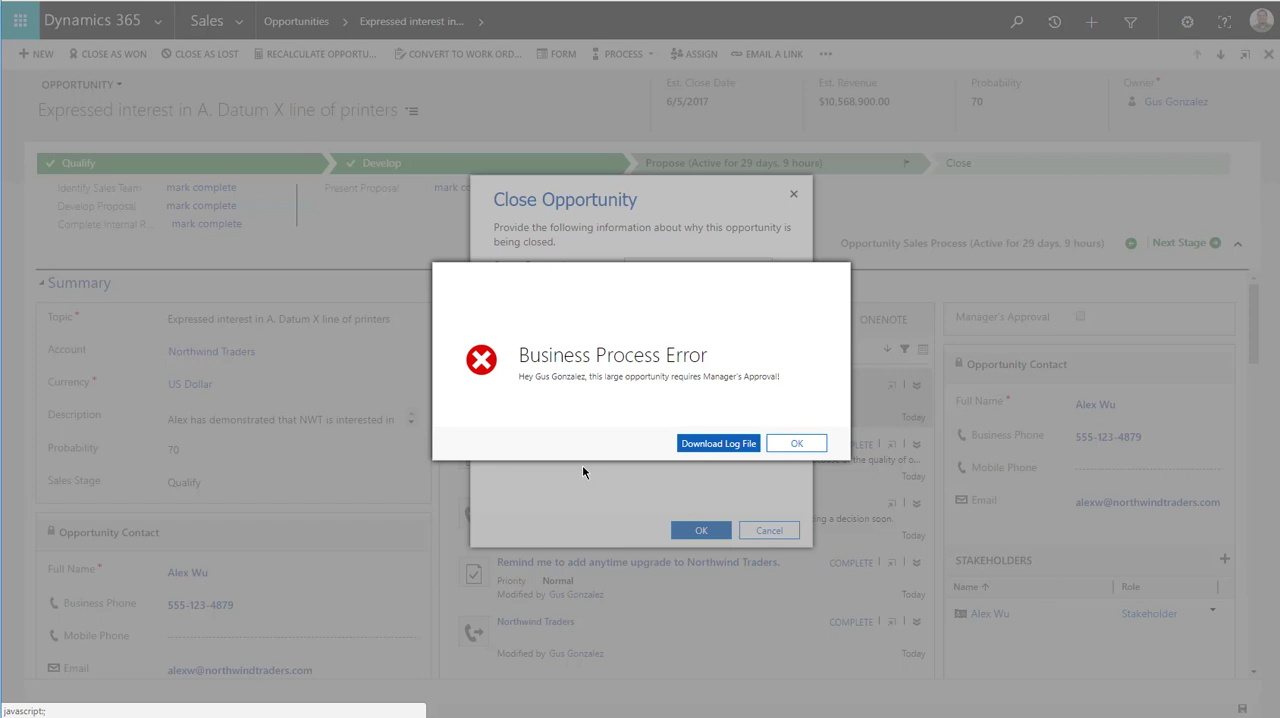 Dynamics 365 Sales Opportunities Expressed interest in...
NEW CLOSE AS WON CLOSE AS LOST RECALCULATE OPPORTU... CONVERT TO WORK ORD... FORM PROCESS ASSIGN EMAIL A LINK •••
OPPORTUNITY
Expressed interest in A. Datum X line of printers
Est. Close Date
6/5/2017
Est. Revenue
$10,568,900.00
Probability
70
Owner*
Gus Gonzalez
Qualify
Develop
Propose (Active for 29 days, 9 hours)
Close
Identify Sales Team mark complete
Develop Proposal mark complete
Complete Internal R... mark complete
Present Proposal
Opportunity Sales Process (Active for 29 days, 9 hours) Next Stage
Close Opportunity
Provide the following information about why this opportunity is
being closed.
Business Process Error
Hey Gus Gonzalez, this large opportunity requires Manager's Approval!
Download Log File OK
OK Cancel
Summary
Topic* Expressed interest in A. Datum X line of printers
Account Northwind Traders
Currency* US Dollar
Description Alex has demonstrated that NWT is interested in
Probability 70
Sales Stage Qualify
Opportunity Contact
Full Name* Alex Wu
Business Phone 555-123-4879
Mobile Phone
Email alexw@northwindtraders.com
ONENOTE
Today
Today
Today
Remind me to add anytime upgrade to Northwind Traders. COMPLETE
Priority Normal
Modified by Gus Gonzalez Today
Northwind Traders COMPLETE
Modified by Gus Gonzalez Today
Manager's Approval
Opportunity Contact
Full Name* Alex Wu
Business Phone 555-123-4879
Mobile Phone
Email alexw@northwindtraders.com
STAKEHOLDERS
Name Role
Alex Wu Stakeholder
javascript:;